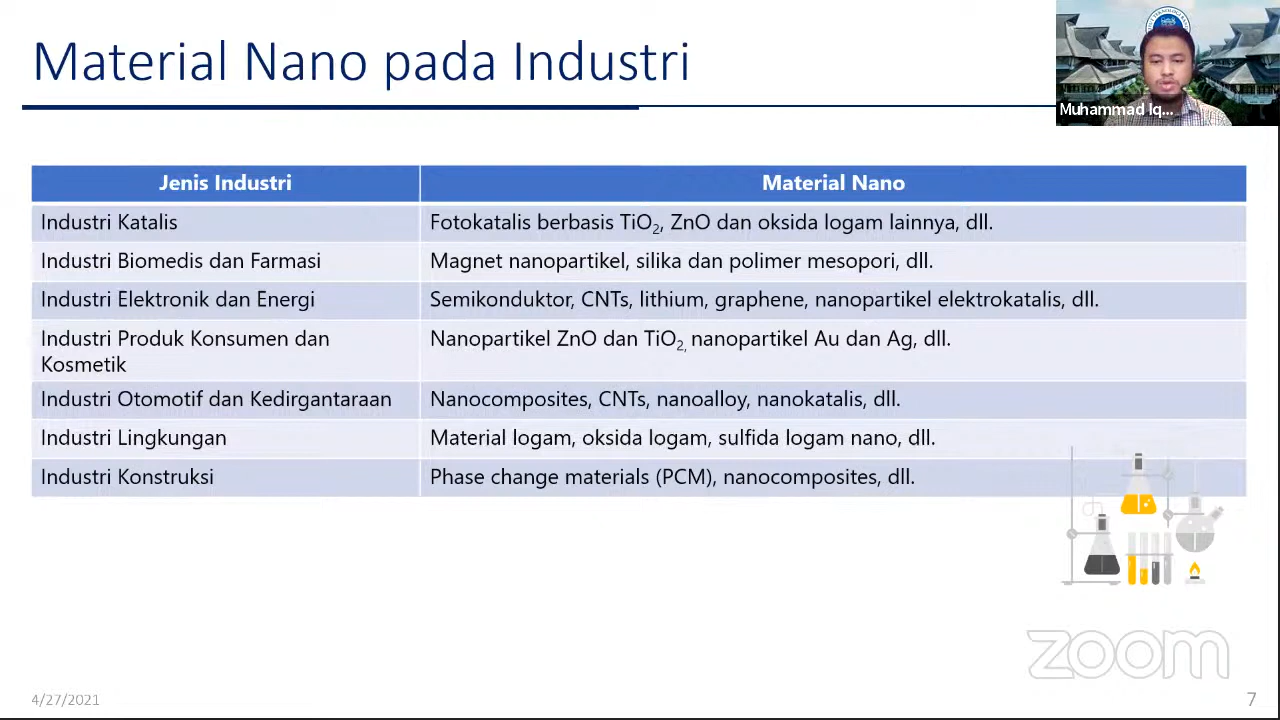 Material Nano pada Industri
Muhammad Iq...
Jenis Industri Material Nano
Industri Katalis Fotokatalis berbasis TiO₂, ZnO dan oksida logam lainnya, dll.
Industri Biomedis dan Farmasi Magnet nanopartikel, silika dan polimer mesopori, dll.
Industri Elektronik dan Energi Semikonduktor, CNTs, lithium, graphene, nanopartikel elektrokatalis, dll.
Industri Produk Konsumen dan
Kosmetik
Nanopartikel ZnO dan TiO₂, nanopartikel Au dan Ag, dll.
Industri Otomotif dan Kedirgantaraan Nanocomposites, CNTs, nanoalloy, nanokatalis, dll.
Industri Lingkungan Material logam, oksida logam, sulfida logam nano, dll.
Industri Konstruksi Phase change materials (PCM), nanocomposites, dll.
zoom
4/27/2021
7